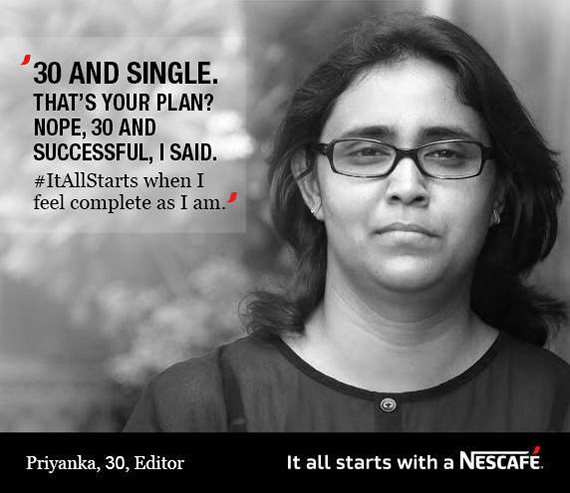 ‘30 AND SINGLE.
THAT'S YOUR PLAN?
NOPE, 30 AND
SUCCESSFUL, I SAID.
#ItAllStarts when I
feel complete as I am.’
Priyanka, 30, Editor
It all starts with a NESCAFÉ.